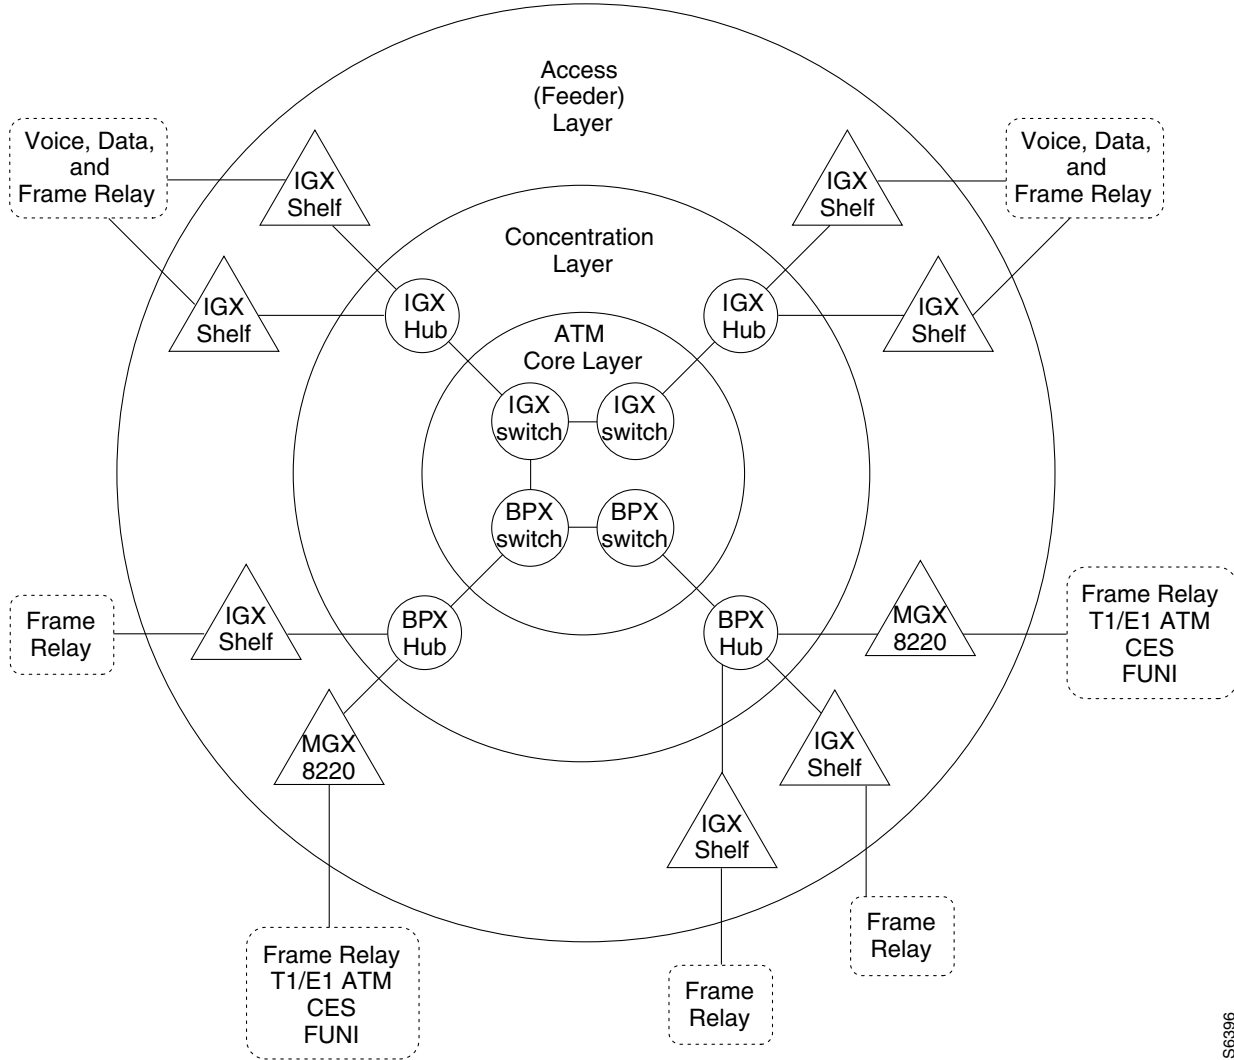 Access
(Feeder)
Layer
Voice, Data,
and
Frame Relay
IGX
Shelf
IGX
Shelf
Voice, Data,
and
Frame Relay
Concentration
Layer
IGX
Shelf
IGX
Hub
IGX
Hub
IGX
Shelf
ATM
Core Layer
IGX
switch
IGX
switch
BPX
switch
BPX
switch
Frame
Relay
IGX
Shelf
BPX
Hub
BPX
Hub
MGX
8220
Frame Relay
T1/E1 ATM
CES
FUNI
MGX
8220
IGX
Shelf
IGX
Shelf
Frame Relay
T1/E1 ATM
CES
FUNI
Frame
Relay
Frame
Relay
S6396